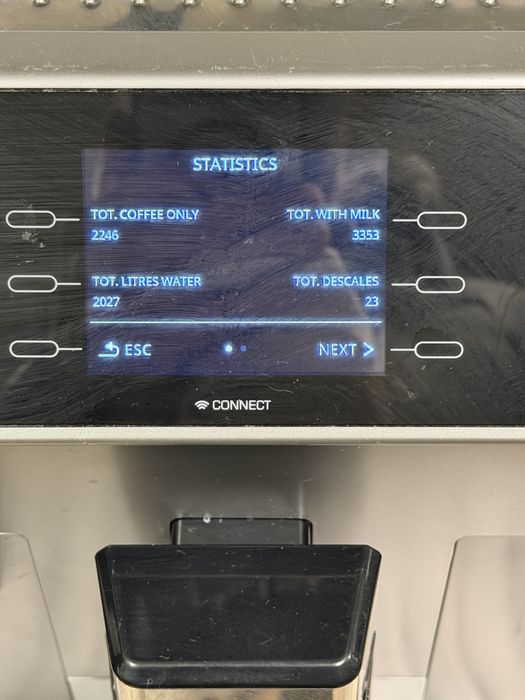 STATISTICS
TOT. COFFEE ONLY TOT. WITH MILK
2246 3353
TOT. LITRES WATER TOT. DESCALES
2027 23
ESC NEXT >
CONNECT